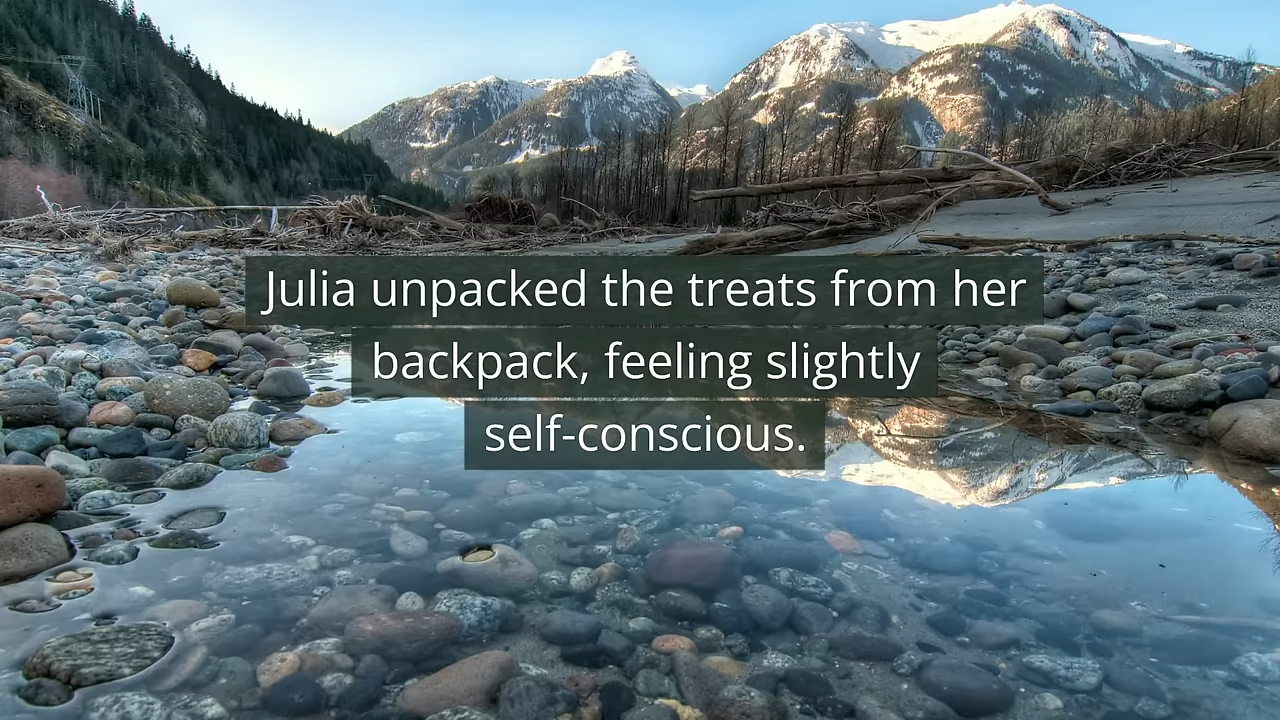 Julia unpacked the treats from her
backpack, feeling slightly
self-conscious.